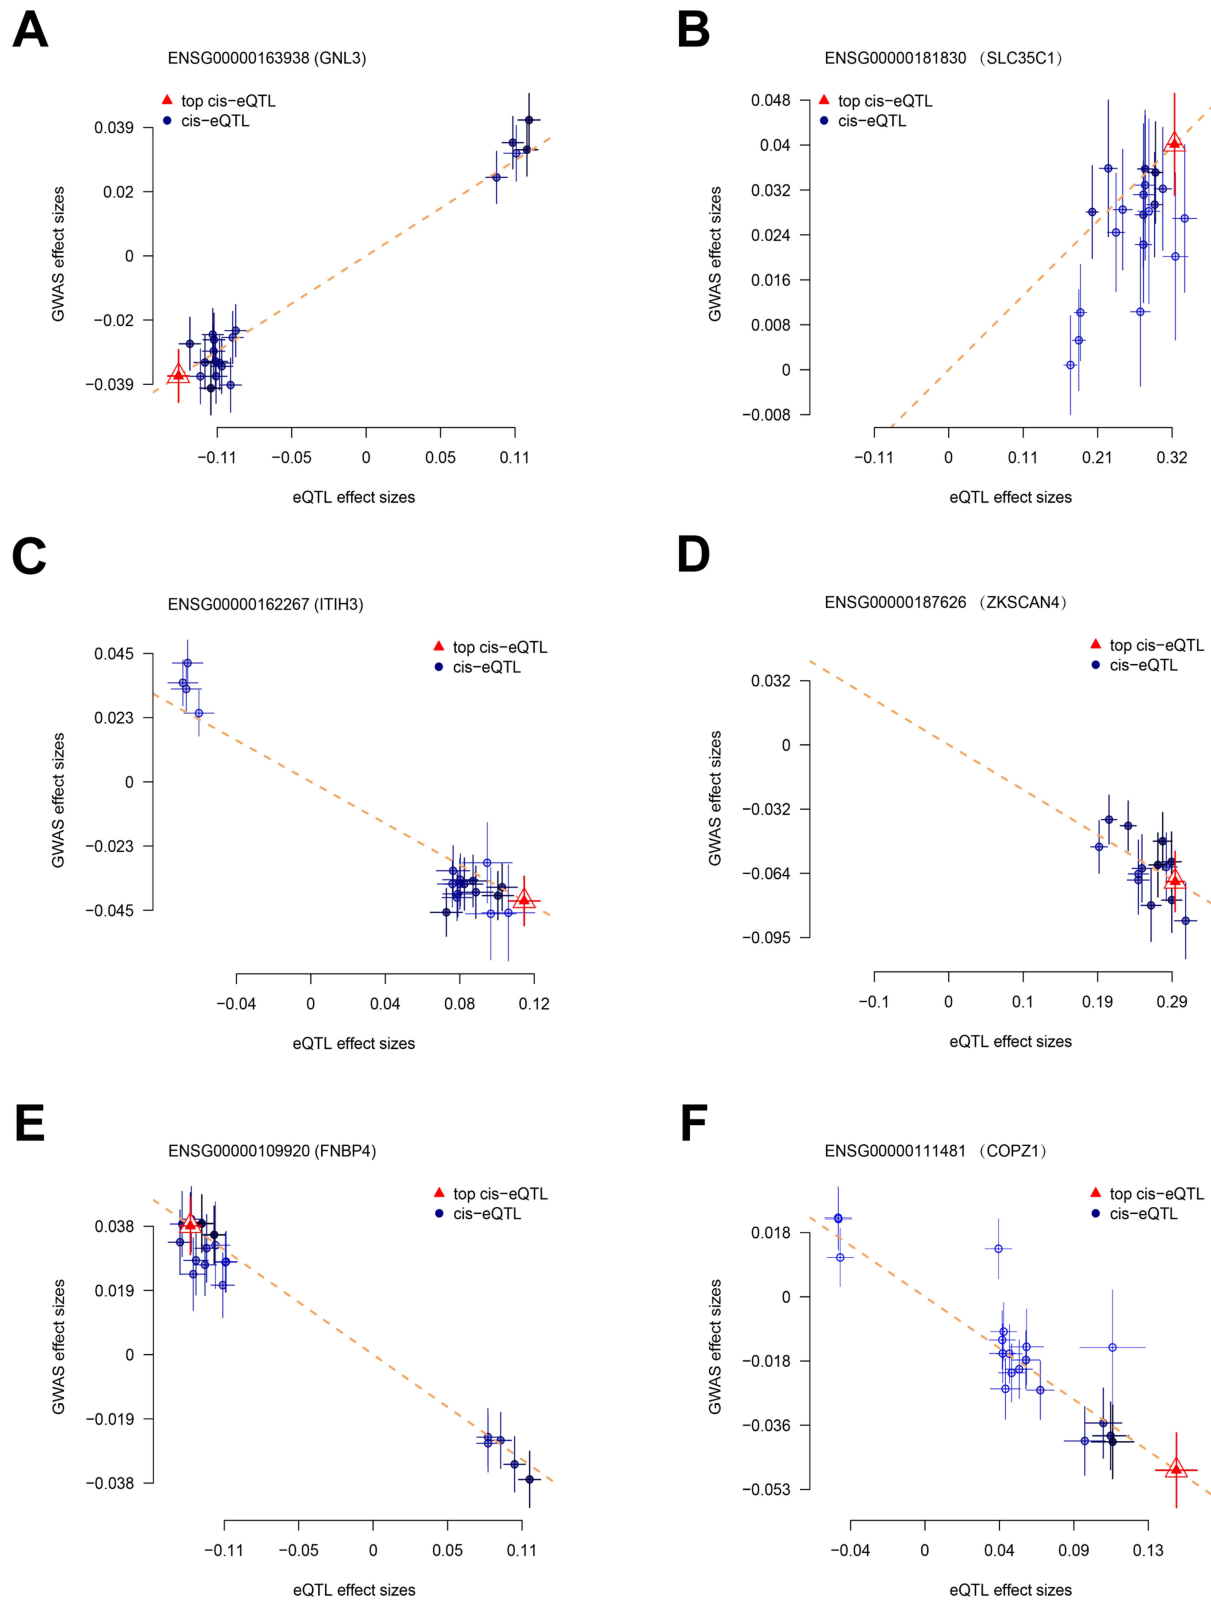 A
ENSG00000163938 (GNL3)
top cis−eQTL
cis−eQTL
GWAS effect sizes
0.039
0.02
0
−0.02
−0.039
−0.11
−0.05
0
0.05
0.11
eQTL effect sizes
B
ENSG00000181830 （SLC35C1）
top cis−eQTL
cis−eQTL
GWAS effect sizes
0.048
0.04
0.032
0.024
0.016
0.008
0
−0.008
−0.11
0
0.11
0.21
0.32
eQTL effect sizes
C
ENSG00000162267 (ITIH3)
top cis−eQTL
cis−eQTL
GWAS effect sizes
0.045
0.023
0
−0.023
−0.045
−0.04
0
0.04
0.08
0.12
eQTL effect sizes
D
ENSG00000187626 （ZKSCAN4）
top cis−eQTL
cis−eQTL
GWAS effect sizes
0.032
0
−0.032
−0.064
−0.095
−0.1
0
0.1
0.19
0.29
eQTL effect sizes
E
ENSG00000109920 (FNBP4)
top cis−eQTL
cis−eQTL
GWAS effect sizes
0.038
0.019
0
−0.019
−0.038
−0.11
−0.05
0
0.05
0.11
eQTL effect sizes
F
ENSG00000111481 （COPZ1）
top cis−eQTL
cis−eQTL
GWAS effect sizes
0.018
0
−0.018
−0.036
−0.053
−0.04
0
0.04
0.09
0.13
eQTL effect sizes